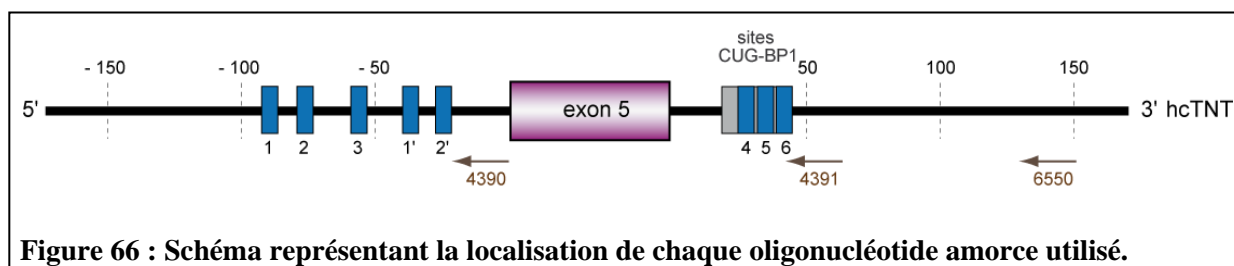 sites
CUG-BP1
- 150 - 100 - 50 50 100 150
5' exon 5 3' hcTNT
1 2 3 1' 2' 4 5 6
4390 4391 6550
Figure 66 : Schéma représentant la localisation de chaque oligonucléotide amorce utilisé.